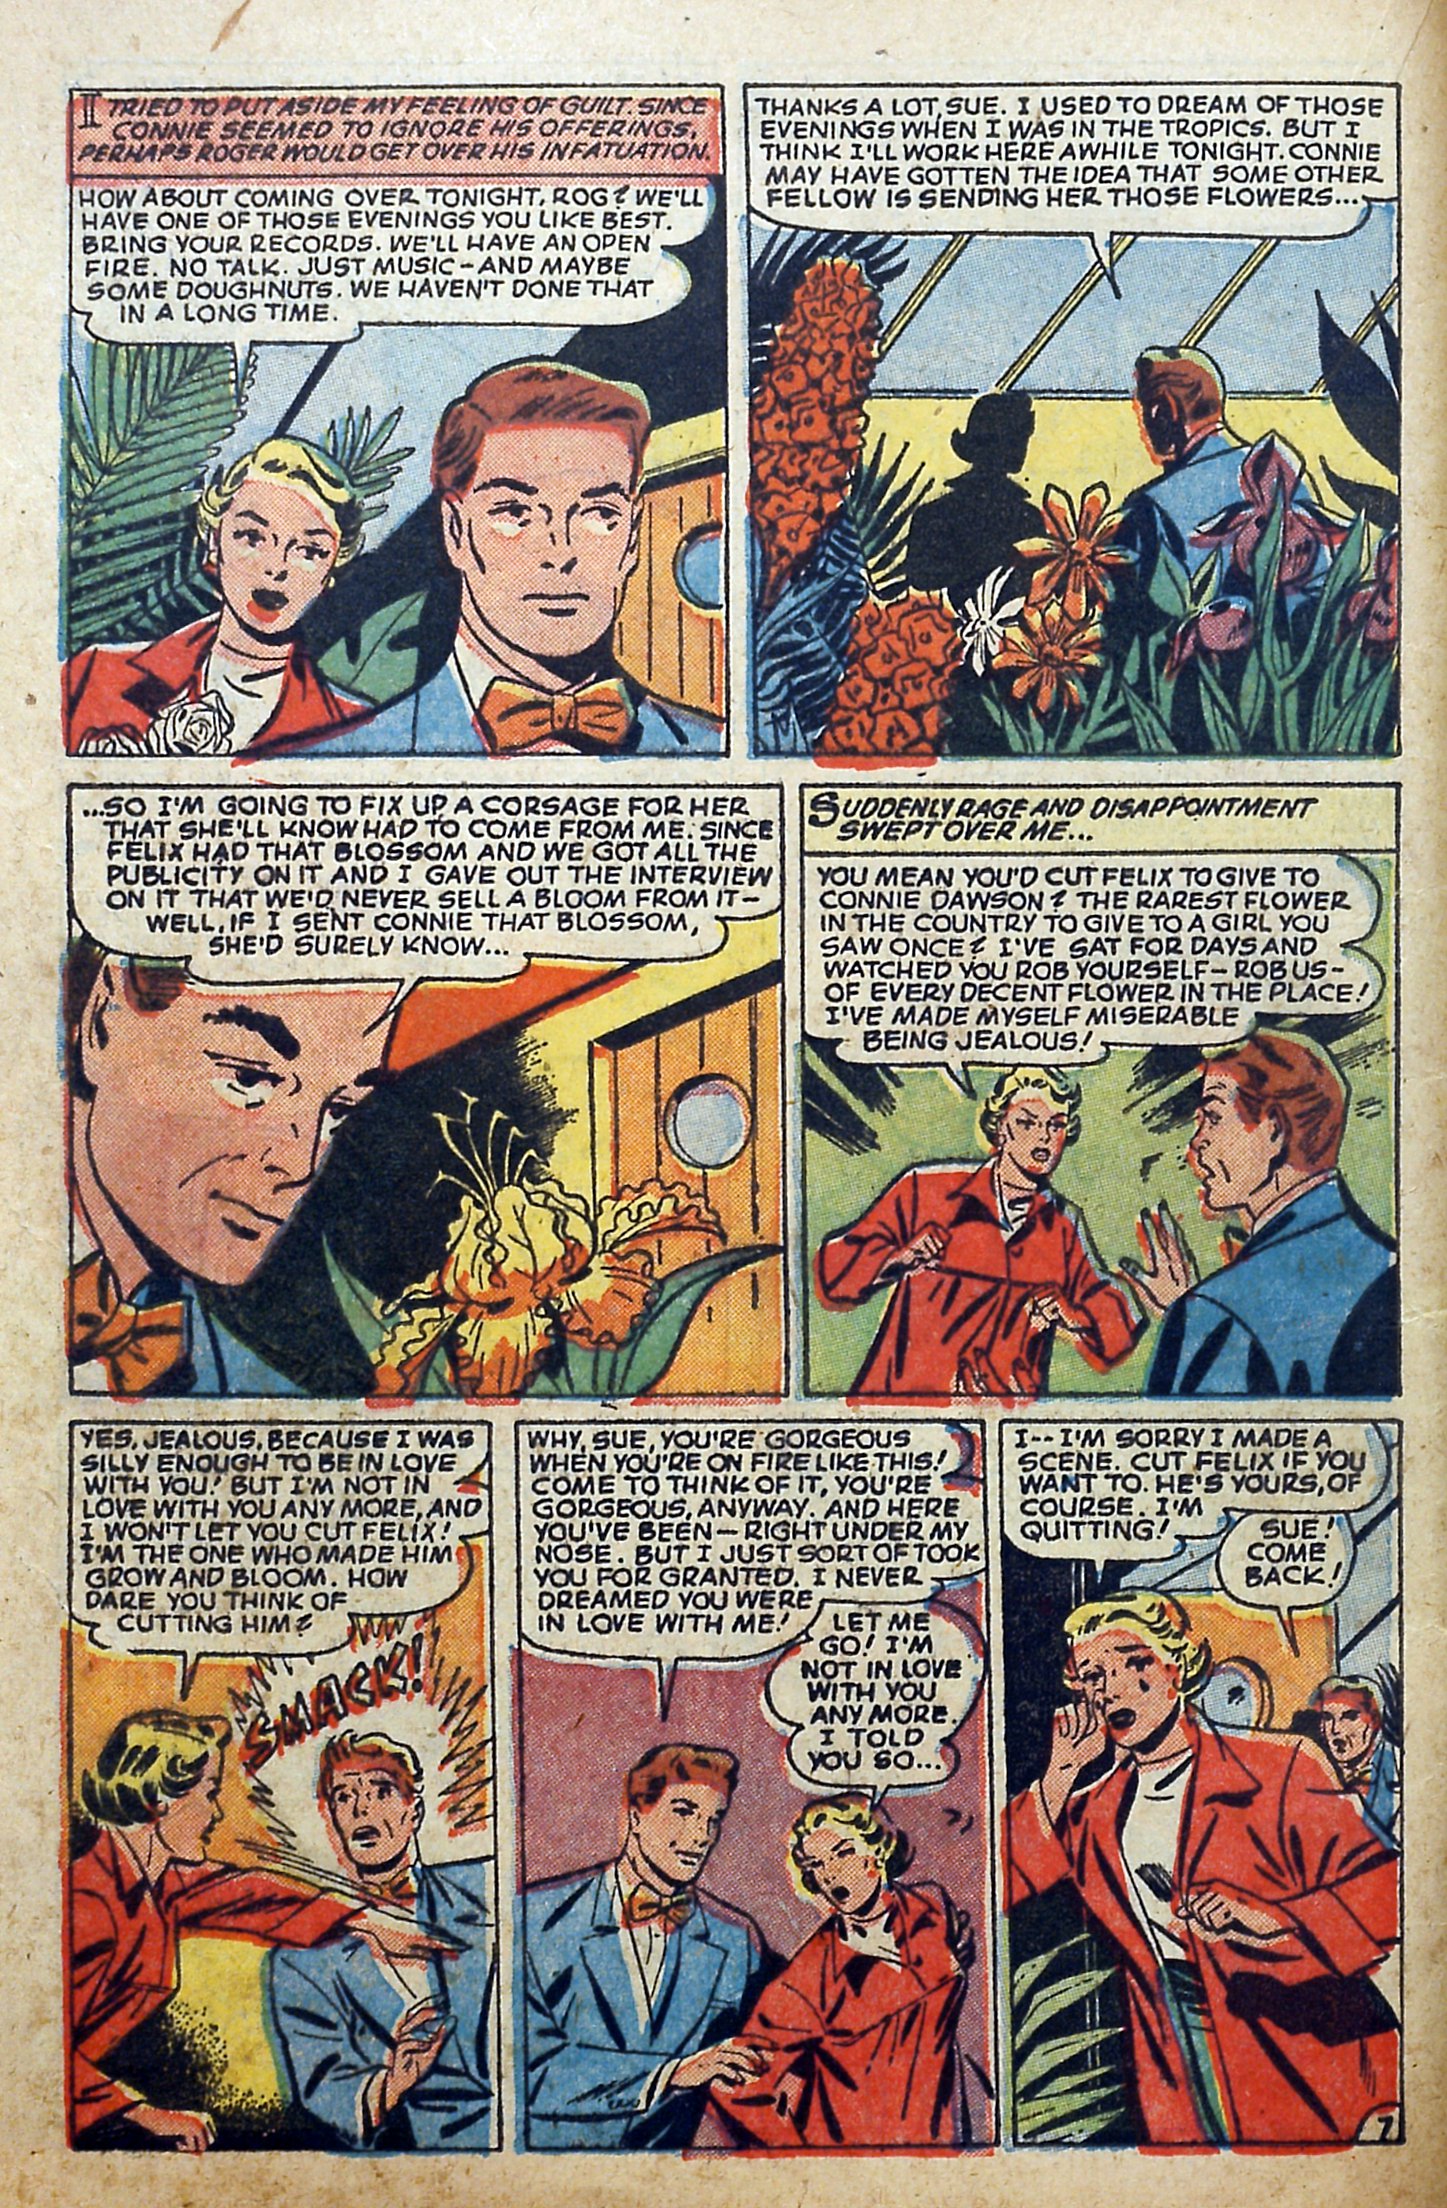 I TRIED TO PUT ASIDE MY FEELING OF GUILT. SINCE
CONNIE SEEMED TO IGNORE HIS OFFERINGS,
PERHAPS ROGER WOULD GET OVER HIS INFATUATION.
HOW ABOUT COMING OVER TONIGHT, ROG? WE'LL
HAVE ONE OF THOSE EVENINGS YOU LIKE BEST.
BRING YOUR RECORDS. WE'LL HAVE AN OPEN
FIRE. NO TALK. JUST MUSIC—AND MAYBE
SOME DOUGHNUTS. WE HAVEN'T DONE THAT
IN A LONG TIME.
THANKS A LOT, SUE. I USED TO DREAM OF THOSE
EVENINGS WHEN I WAS IN THE TROPICS. BUT I
THINK I'LL WORK HERE AWHILE TONIGHT. CONNIE
MAY HAVE GOTTEN THE IDEA THAT SOME OTHER
FELLOW IS SENDING HER THOSE FLOWERS...
...SO I'M GOING TO FIX UP A CORSAGE FOR HER
THAT SHE'LL KNOW HAD TO COME FROM ME. SINCE
FELIX HAD THAT BLOSSOM AND WE GOT ALL THE
PUBLICITY ON IT AND I GAVE OUT THE INTERVIEW
ON IT THAT WE'D NEVER SELL A BLOOM FROM IT—
WELL, IF I SENT CONNIE THAT BLOSSOM,
SHE'D SURELY KNOW...
SUDDENLY RAGE AND DISAPPOINTMENT
SWEPT OVER ME...
YOU MEAN YOU'D CUT FELIX TO GIVE TO
CONNIE DAWSON? THE RAREST FLOWER
IN THE COUNTRY TO GIVE TO A GIRL YOU
SAW ONCE? I'VE SAT FOR DAYS AND
WATCHED YOU ROB YOURSELF—ROB US—
OF EVERY DECENT FLOWER IN THE PLACE!
I'VE MADE MYSELF MISERABLE
BEING JEALOUS!
YES, JEALOUS, BECAUSE I WAS
SILLY ENOUGH TO BE IN LOVE
WITH YOU! BUT I'M NOT IN
LOVE WITH YOU ANY MORE, AND
I WON'T LET YOU CUT FELIX!
I'M THE ONE WHO MADE HIM
GROW AND BLOOM. HOW
DARE YOU THINK OF
CUTTING HIM?
SMACK!
WHY, SUE, YOU'RE GORGEOUS
WHEN YOU'RE ON FIRE LIKE THIS!
COME TO THINK OF IT, YOU'RE
GORGEOUS, ANYWAY. AND HERE
YOU'VE BEEN—RIGHT UNDER MY
NOSE. BUT I JUST SORT OF TOOK
YOU FOR GRANTED. I NEVER
DREAMED YOU WERE
IN LOVE WITH ME!
LET ME
GO! I'M
NOT IN LOVE
WITH YOU
ANY MORE.
I TOLD
YOU SO...
I--I'M SORRY I MADE A
SCENE. CUT FELIX IF YOU
WANT TO. HE'S YOURS, OF
COURSE. I'M
QUITTING!
SUE!
COME
BACK!
7